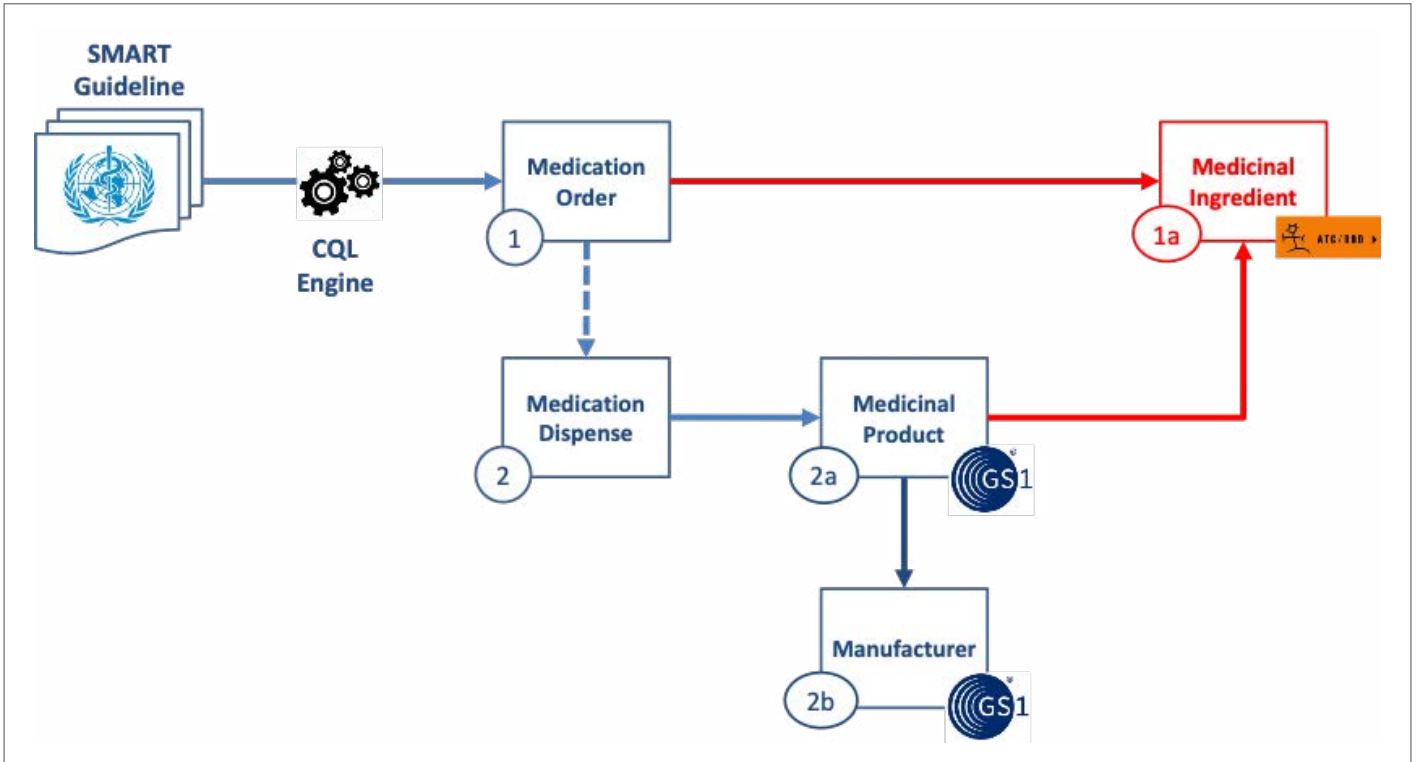 SMART
Guideline
CQL
Engine
Medication
Order
1
Medicinal
Ingredient
1a
ATC/DDD
Medication
Dispense
2
Medicinal
Product
2a
GS1
Manufacturer
2b
GS1